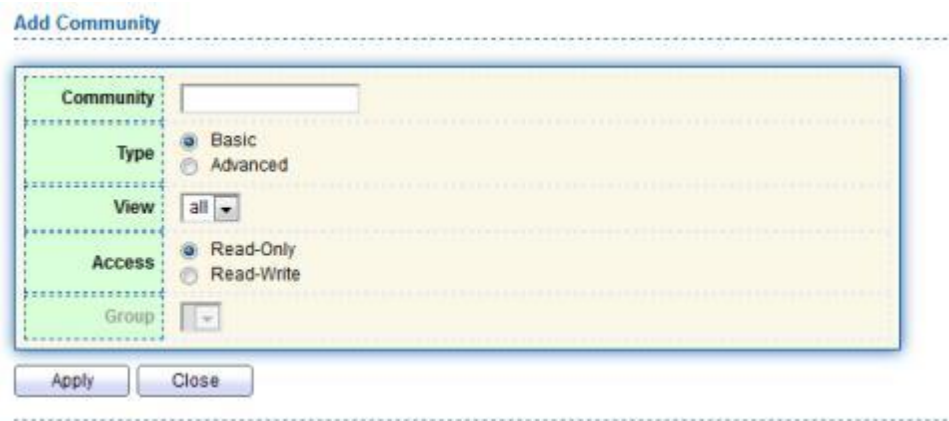 Add Community
Community
Type
Basic
Advanced
View
all
Access
Read-Only
Read-Write
Group
Apply
Close